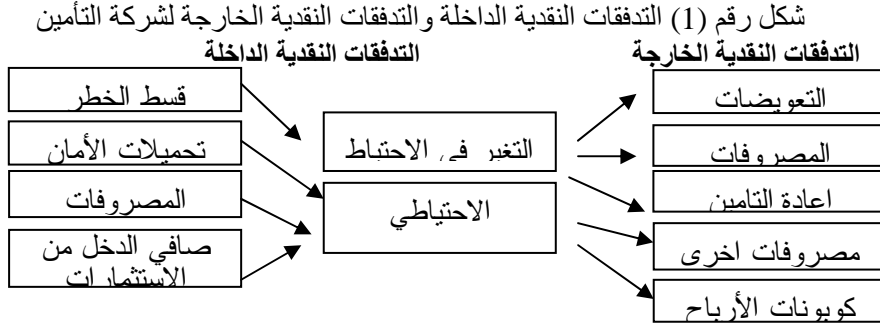 شكل رقم (1) التدفقات النقدية الداخلة والتدفقات النقدية الخارجة لشركة التأمين
التدفقات النقدية الخارجة
التدفقات النقدية الداخلة
التعويضات
المصروفات
اعادة التامين
مصروفات اخرى
كوبونات الأرباح
التغير في الاحتياط
الاحتياطي
قسط الخطر
تحميلات الأمان
المصروفات
صافي الدخل من
الاستثمارات